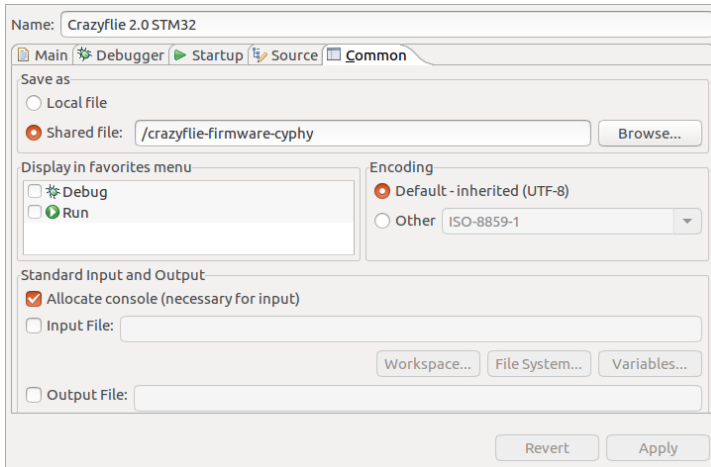 Name: Crazyflie 2.0 STM32
Main Debugger Startup Source Common
Save as
Local file
Shared file: /crazyflie-firmware-cyphy Browse...
Display in favorites menu
Debug
Run
Encoding
Default - inherited (UTF-8)
Other ISO-8859-1
Standard Input and Output
Allocate console (necessary for input)
Input File:
Workspace... File System... Variables...
Output File:
Revert Apply